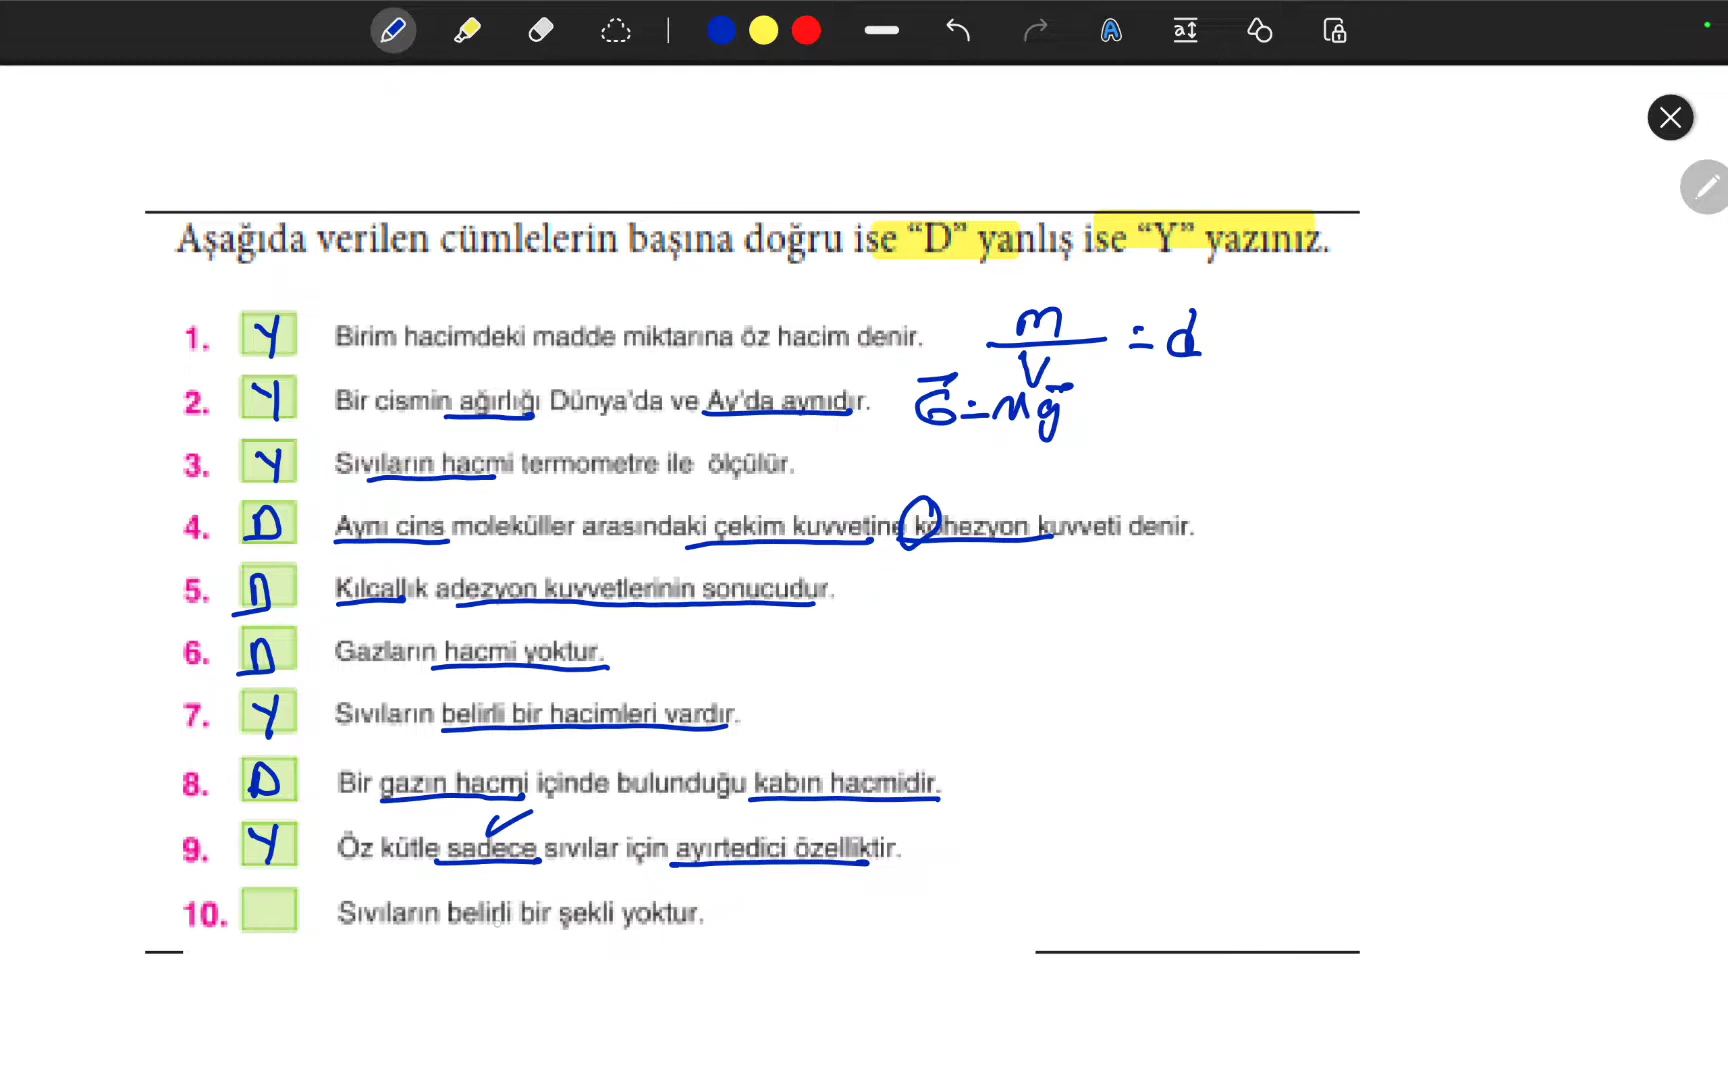 Aşağıda verilen cümlelerin başına doğru ise “D” yanlış ise “Y” yazınız.
1. Y Birim hacimdeki madde miktarına öz hacim denir. m/V = d
2. Y Bir cismin ağırlığı Dünya'da ve Ay'da aynıdır. G = mg
3. Y Sıvıların hacmi termometre ile ölçülür.
4. D Aynı cins moleküller arasındaki çekim kuvvetine kohezyon kuvveti denir.
5. D Kılcallık adezyon kuvvetlerinin sonucudur.
6. D Gazların hacmi yoktur.
7. Y Sıvıların belirli bir hacimleri vardır.
8. D Bir gazın hacmi içinde bulunduğu kabın hacmidir.
9. Y Öz kütle sadece sıvılar için ayırtedici özelliktir.
10. Sıvıların belirli bir şekli yoktur.